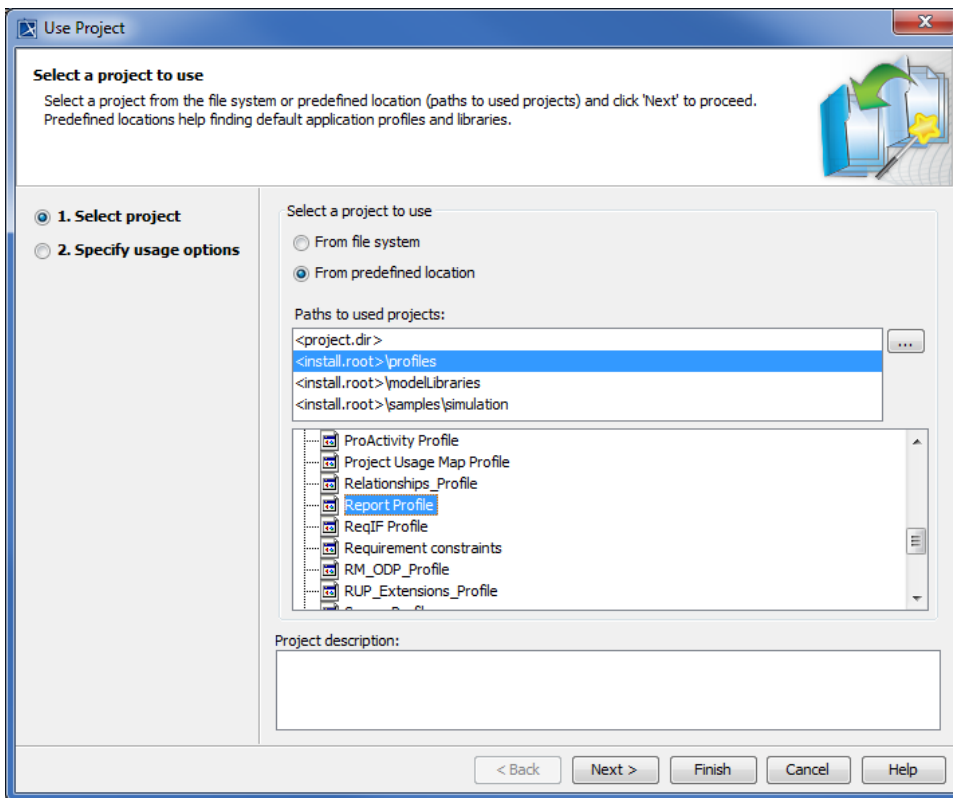 Use Project
Select a project to use
Select a project from the file system or predefined location (paths to used projects) and click 'Next' to proceed.
Predefined locations help finding default application profiles and libraries.
1. Select project
2. Specify usage options
Select a project to use
From file system
From predefined location
Paths to used projects:
<project.dir>
...
<install.root>\profiles
<install.root>\modelLibraries
<install.root>\samples\simulation
ProActivity Profile
Project Usage Map Profile
Relationships_Profile
Report Profile
ReqIF Profile
Requirement constraints
RM_ODP_Profile
RUP_Extensions_Profile
Project description:
< Back
Next >
Finish
Cancel
Help